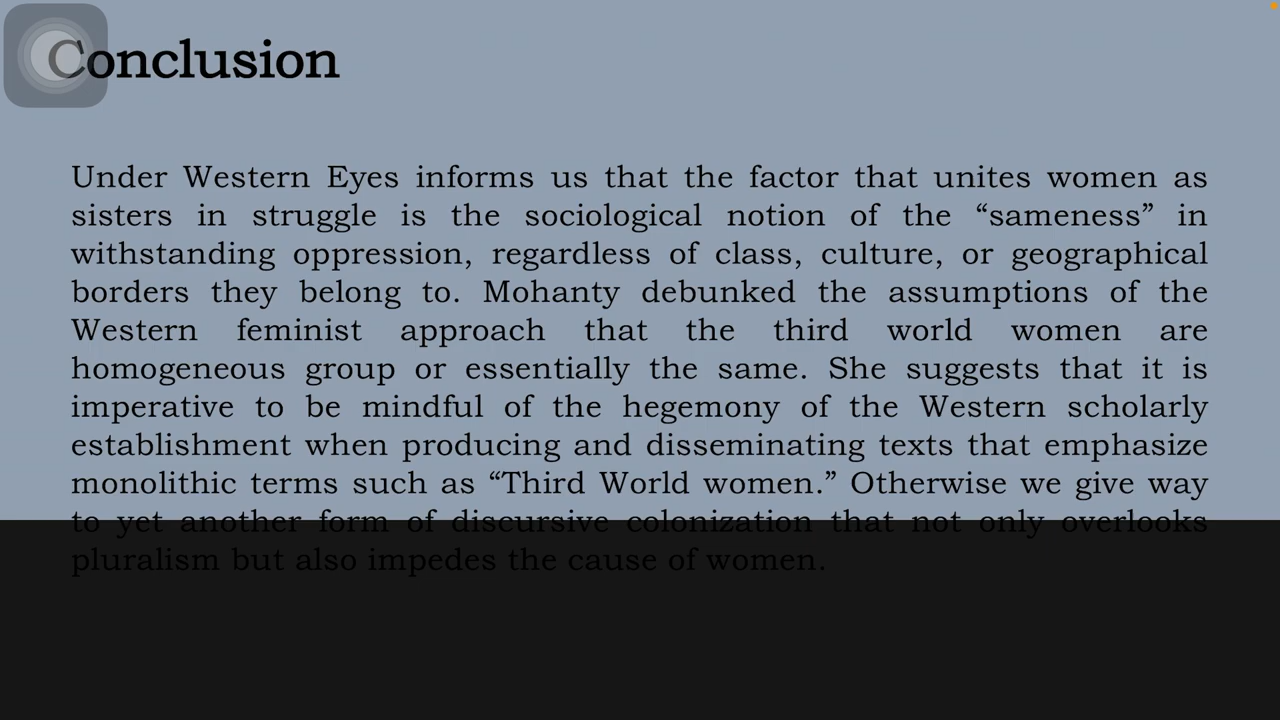 Conclusion
Under Western Eyes informs us that the factor that unites women as
sisters in struggle is the sociological notion of the “sameness” in
withstanding oppression, regardless of class, culture, or geographical
borders they belong to. Mohanty debunked the assumptions of the
Western feminist approach that the third world women are
homogeneous group or essentially the same. She suggests that it is
imperative to be mindful of the hegemony of the Western scholarly
establishment when producing and disseminating texts that emphasize
monolithic terms such as “Third World women.” Otherwise we give way
to yet another form of discursive colonization that not only overlooks
pluralism but also impedes the cause of women.